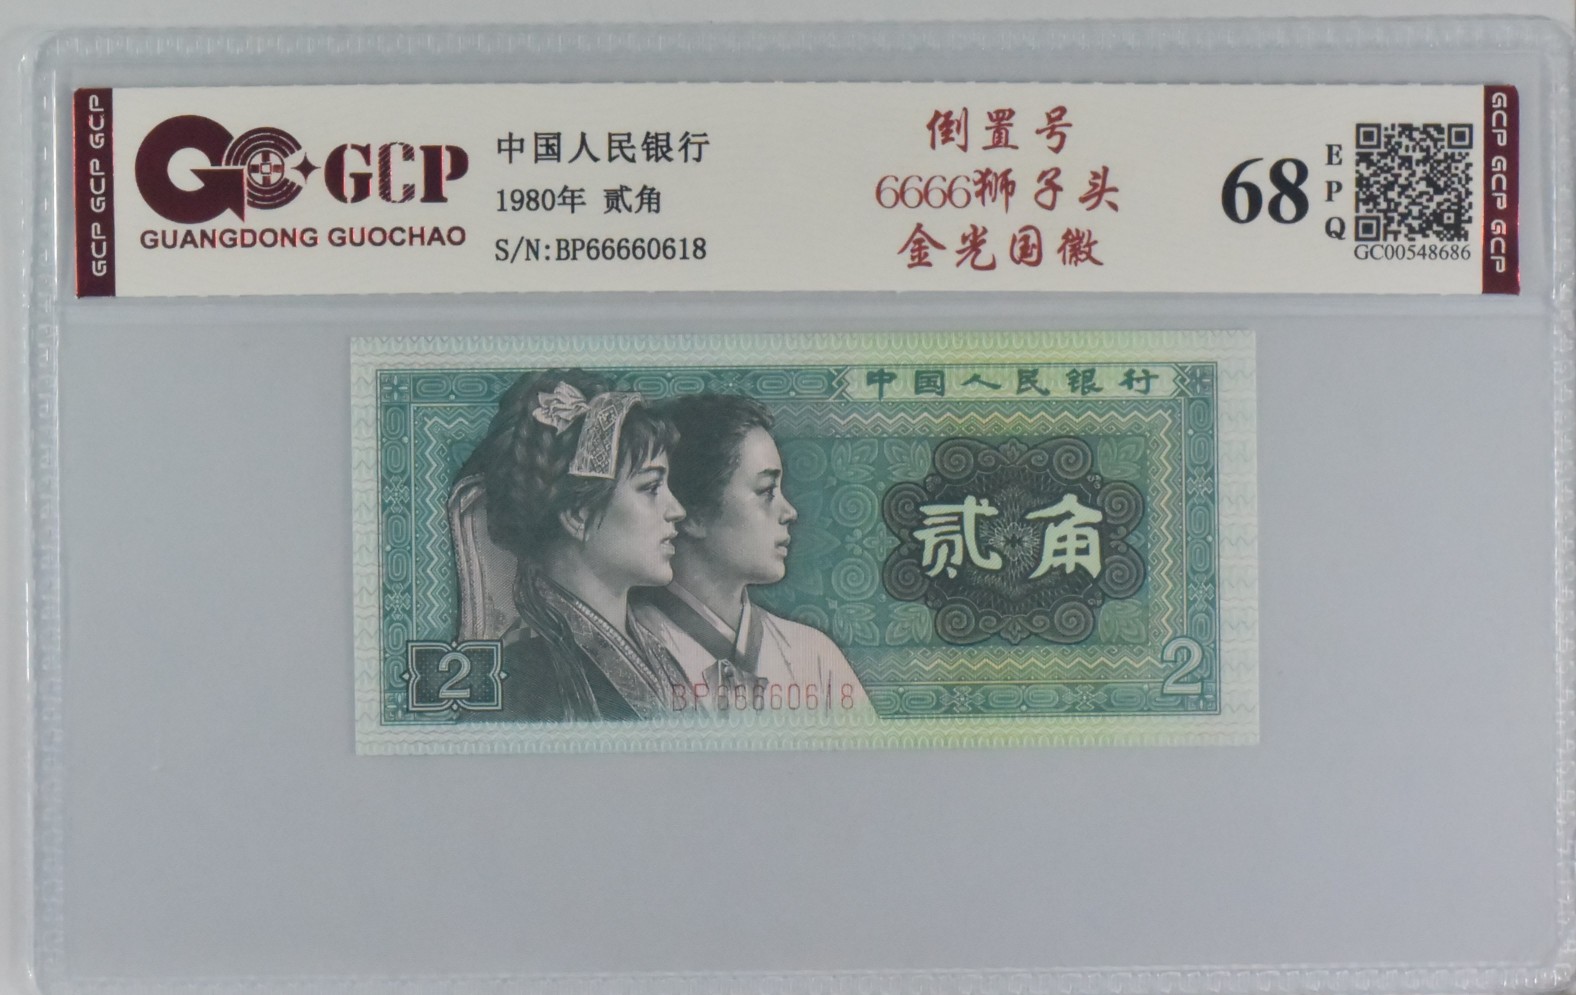 GCP GCP GCP
GCP
GUANGDONG GUOCHAO
中国人民银行
1980年 贰角
S/N:BP66660618
倒置号
6666狮子头
金光国徽
68
EPQ
GC00548686
GCP GCP GCP
中国人民银行
贰角
2
2
BP66660618